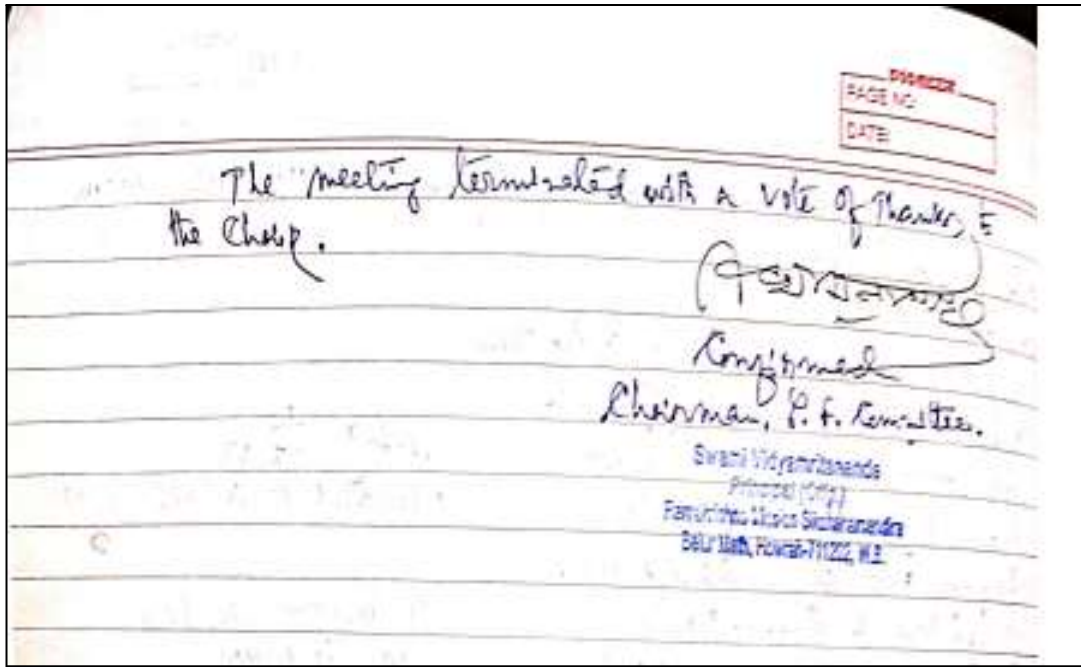 PIONEER
PAGE NO.
DATE:
The meeting terminated with a vote of Thanks, to
the Chair.
Confirmed
Chairman, P. F. Committee.
Swami Vidyamritananda
Principal (Offg.)
Ramakrishna Mission Sikshanamandira
Belur Math, Howrah-711202, W.B.